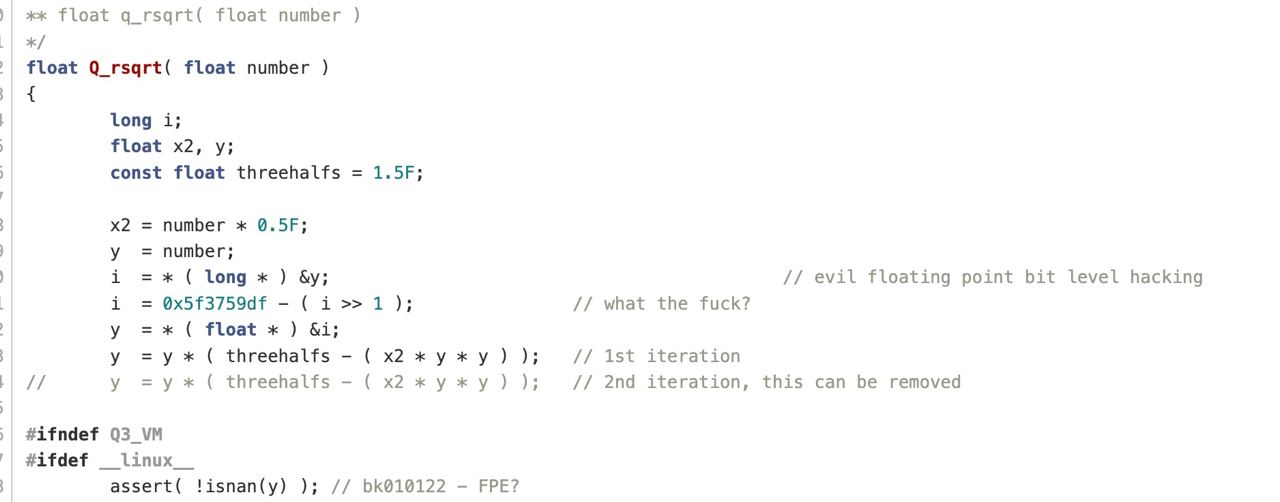 ** float q_rsqrt( float number )
*/
float Q_rsqrt( float number )
{
long i;
float x2, y;
const float threehalfs = 1.5F;
x2 = number * 0.5F;
y  = number;
i  = * ( long * ) &y; // evil floating point bit level hacking
i  = 0x5f3759df - ( i >> 1 ); // what the fuck?
y  = * ( float * ) &i;
y  = y * ( threehalfs - ( x2 * y * y ) ); // 1st iteration
// y  = y * ( threehalfs - ( x2 * y * y ) ); // 2nd iteration, this can be removed
#ifndef Q3_VM
#ifdef __linux__
assert( !isnan(y) ); // bk010122 - FPE?